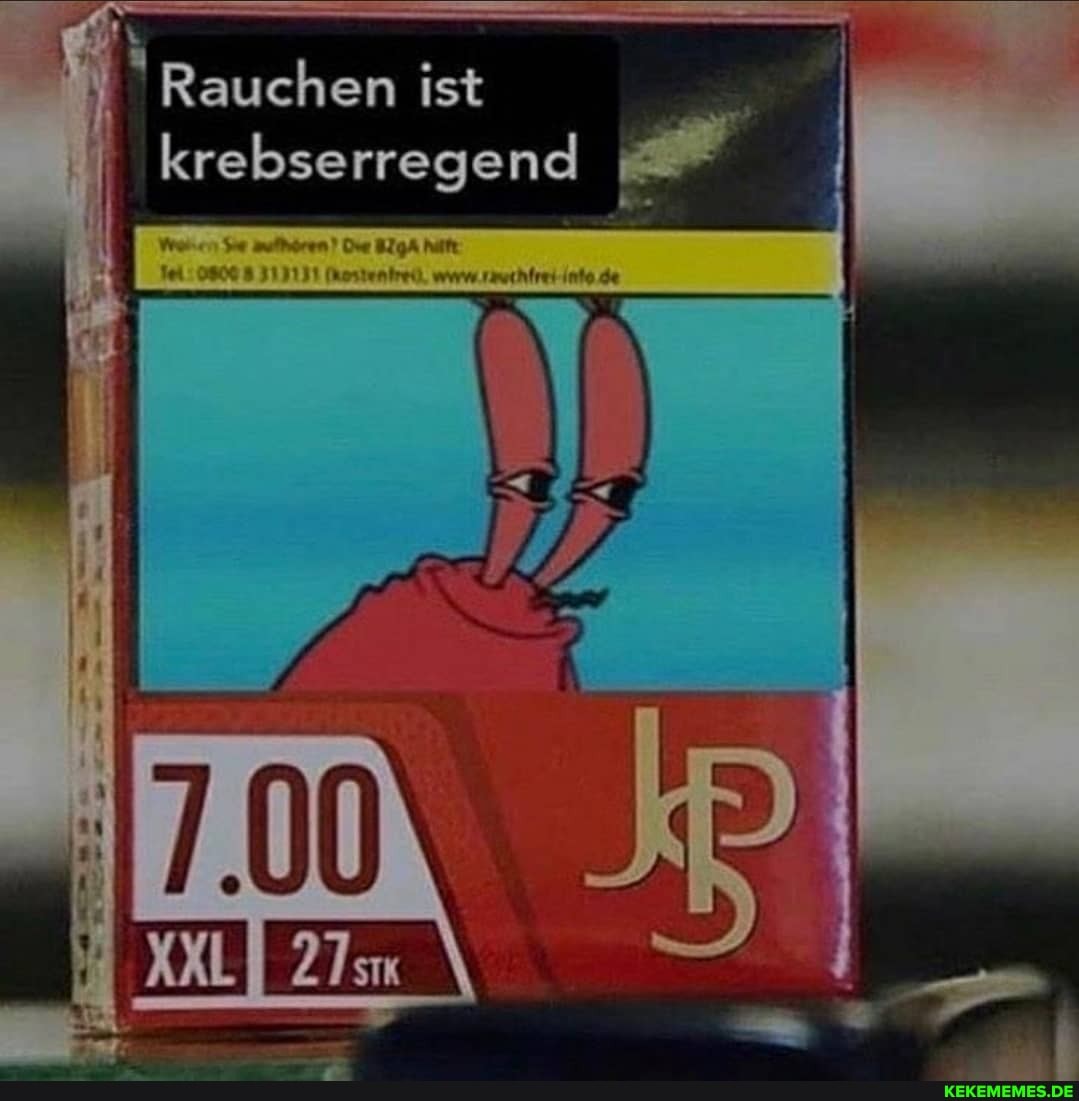 Rauchen ist
krebserregend
Wollen Sie aufhören? Die BZgA hilft:
Tel.: 0800 8 313131 (kostenfrei), www.rauchfrei-info.de
7.00
JPS
XXL 27 STK
KEKEMEMES.DE